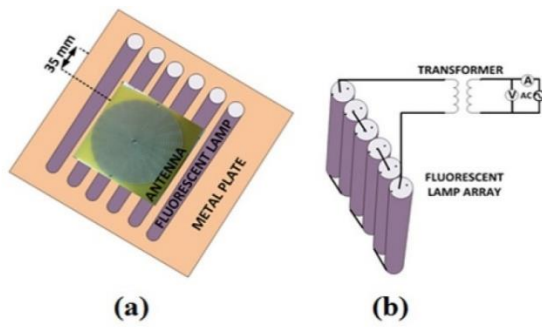 35 mm
ANTENNA
FLUORESCENT LAMP
METAL PLATE
(a)
TRANSFORMER
A
V
AC
FLUORESCENT
LAMP ARRAY
(b)